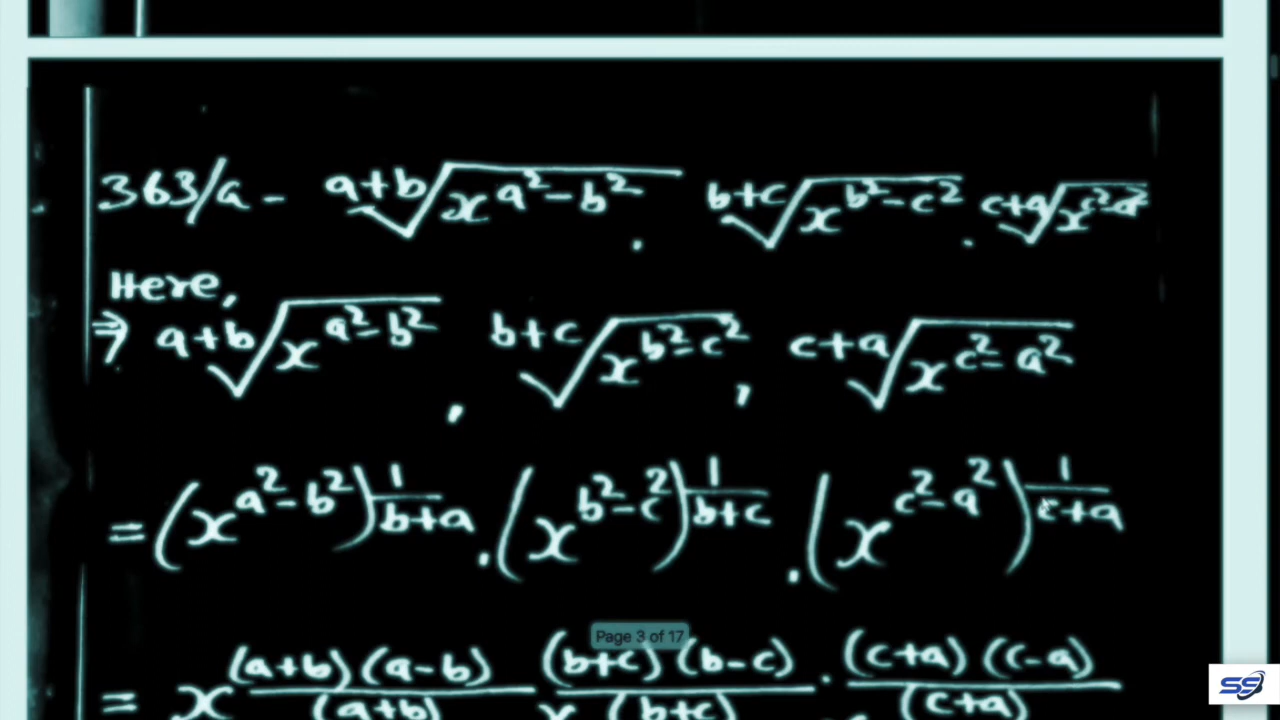 363/a - a+b√x^a²-b² . b+c√x^b²-c² . c+a√x^c²-a²
Here,
⇒ a+b√x^a²-b² , b+c√x^b²-c² , c+a√x^c²-a²
= (x^a²-b²)^1/b+a . (x^b²-c²)^1/b+c . (x^c²-a²)^1/c+a
Page 3 of 17
= x^(a+b)(a-b)/(a+b) x^(b+c)(b-c)/(b+c) . (c+a)(c-a)/(c+a)
SS